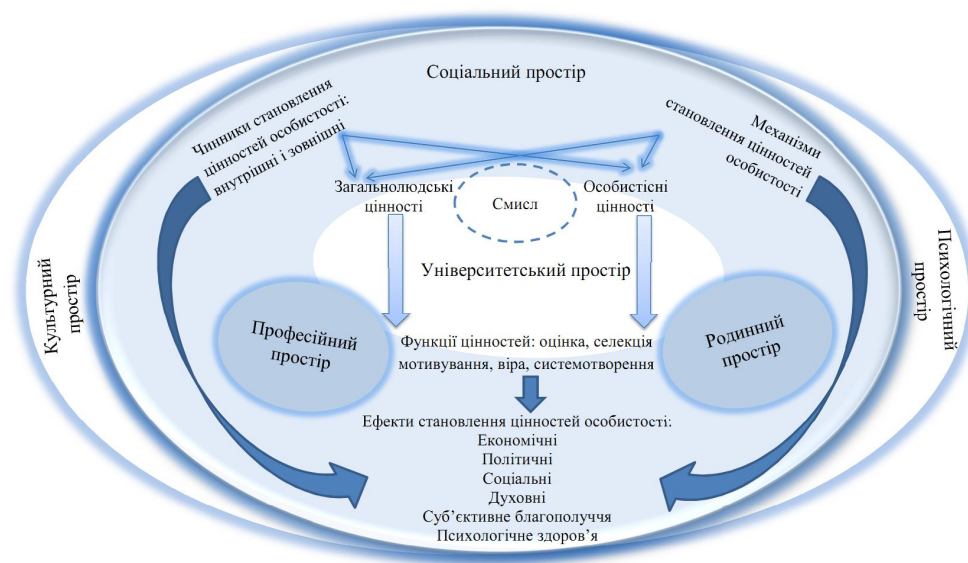 Соціальний простір
Чинники становлення
цінностей особистості:
внутрішні і зовнішні
Механізми
становлення цінностей
особистості
Загальнолюдські
цінності
Смисл
Особистісні
цінності
Університетський простір
Культурний
простір
Психологічний
простір
Професійний
простір
Родинний
простір
Функції цінностей: оцінка, селекція
мотивування, віра, системотворення
Ефекти становлення цінностей особистості:
Економічні
Політичні
Соціальні
Духовні
Суб’єктивне благополуччя
Психологічне здоров’я